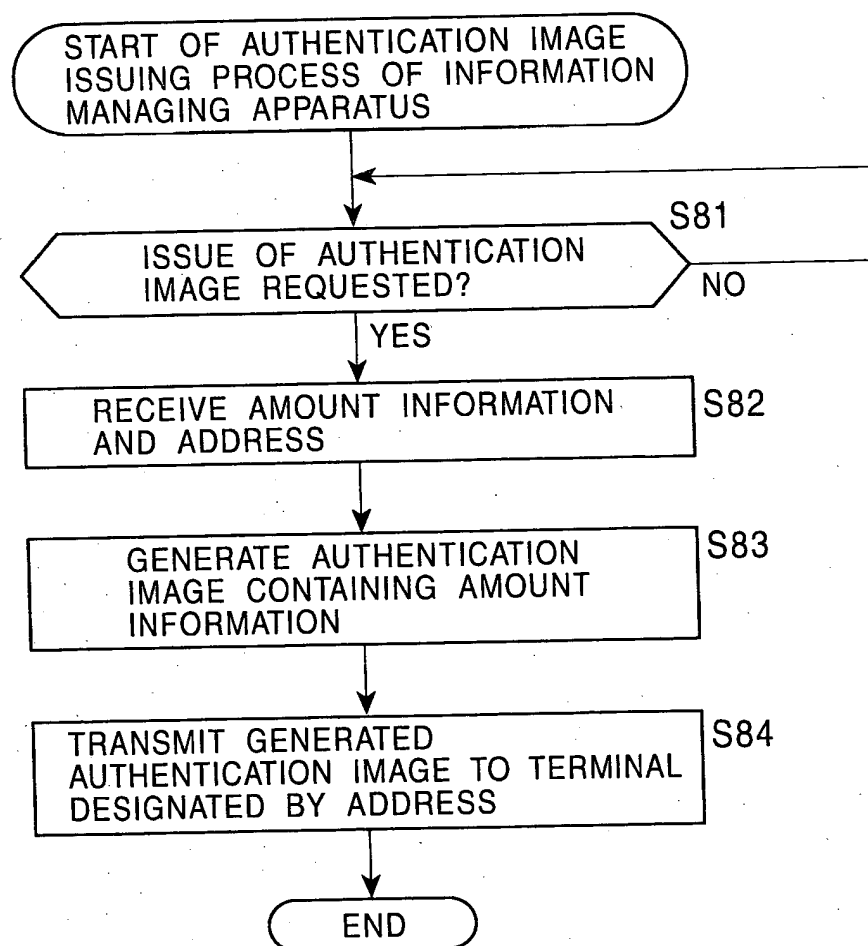 START OF AUTHENTICATION IMAGE
ISSUING PROCESS OF INFORMATION
MANAGING APPARATUS
S81
ISSUE OF AUTHENTICATION
IMAGE REQUESTED?
NO
YES
RECEIVE AMOUNT INFORMATION
AND ADDRESS
S82
GENERATE AUTHENTICATION
IMAGE CONTAINING AMOUNT
INFORMATION
S83
TRANSMIT GENERATED
AUTHENTICATION IMAGE TO TERMINAL
DESIGNATED BY ADDRESS
S84
END